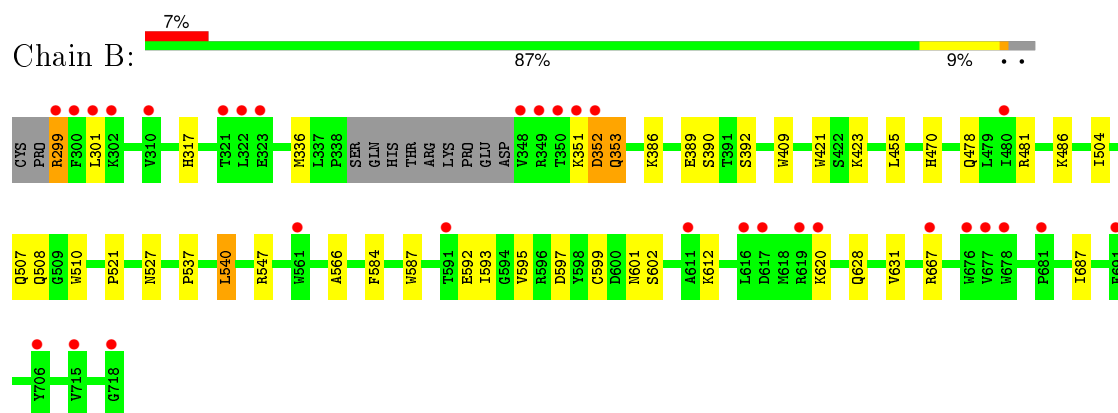 7%
Chain B:
87% 9% • •
CYS PRO R299 F300 L301 K302 V310 H317 T321 L322 E323 M336 L337 P338 SER GLN HIS THR ARG LYS PRO GLU ASP V348 R349 T350 K351 D352 Q353 K386 E389 S390 T391 S392 W409 W421 S422 K423 L455 H470 Q478 L479 I480 R481 K486 I504
Q507 Q508 G509 W510 P521 N527 P537 L540 R547 W561 A566 F584 W587 T591 E592 I593 G594 V595 R596 D597 Y598 C599 D600 N601 S602 A611 K612 L616 D617 M618 R619 K620 Q628 V631 R667 W676 V677 W678 P681 I687 E691
Y706 V715 G718